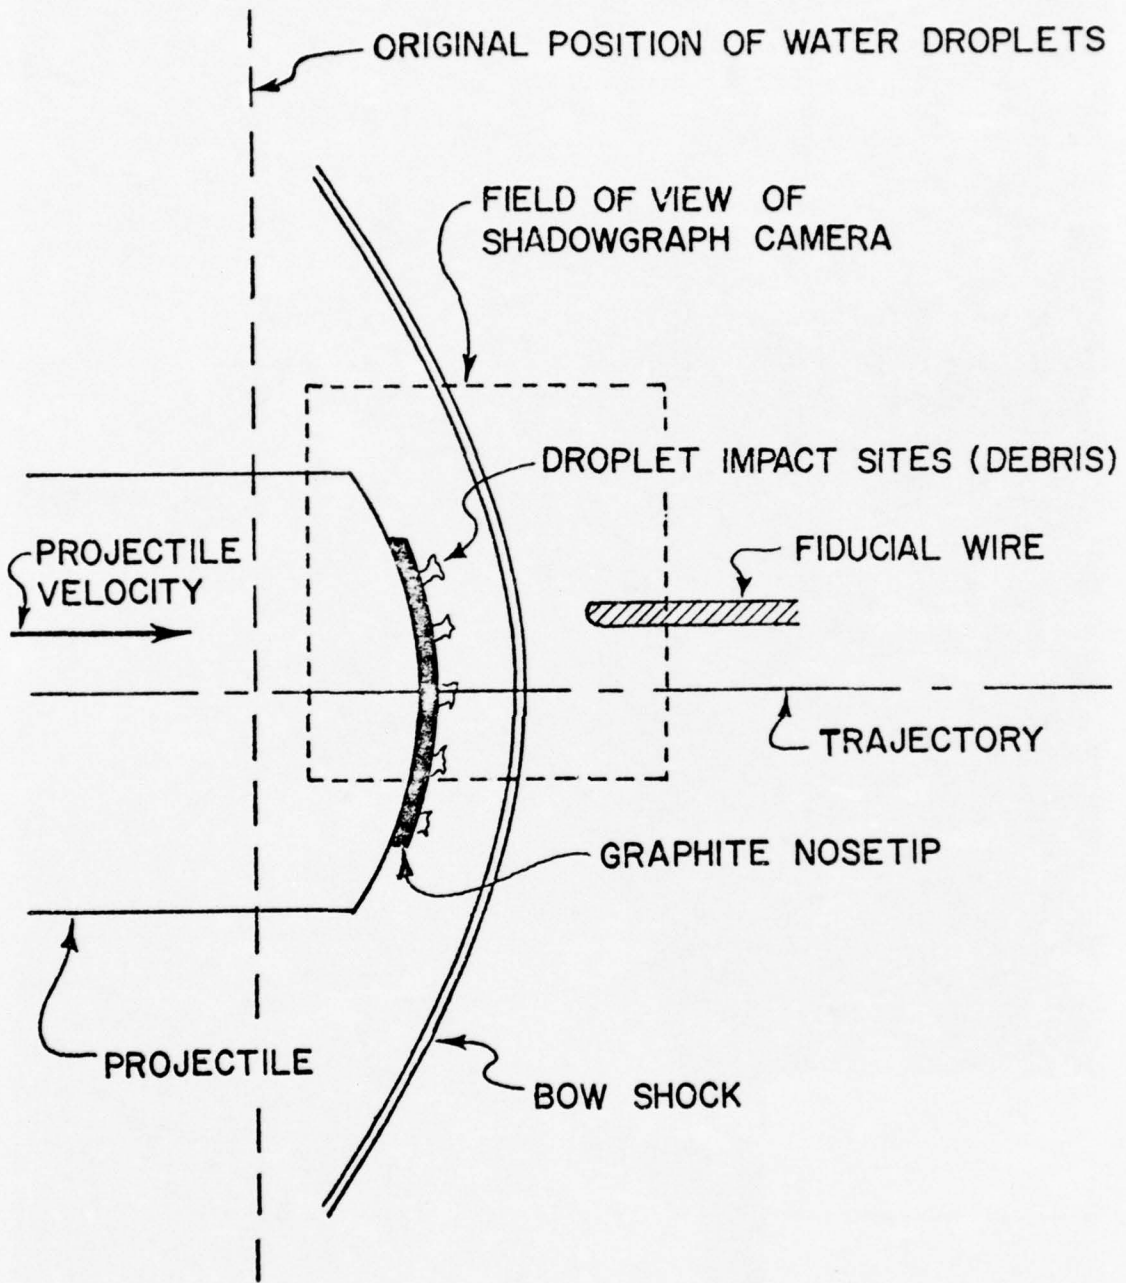 ORIGINAL POSITION OF WATER DROPLETS
FIELD OF VIEW OF
SHADOWGRAPH CAMERA
DROPLET IMPACT SITES (DEBRIS)
PROJECTILE
VELOCITY
FIDUCIAL WIRE
TRAJECTORY
GRAPHITE NOSETIP
PROJECTILE
BOW SHOCK